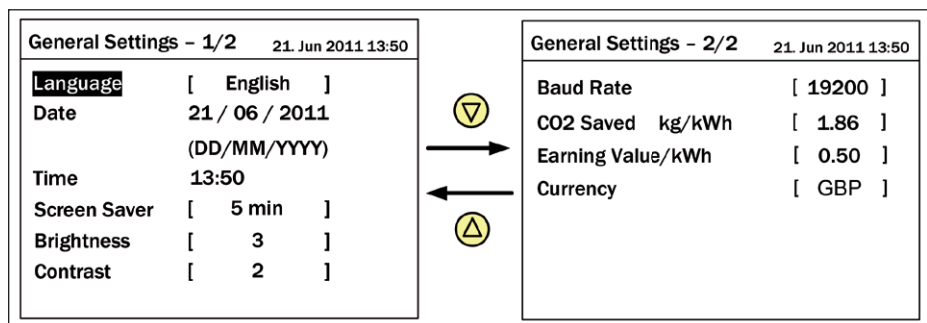 General Settings – 1/2 21. Jun 2011 13:50
Language [ English ]
Date 21 / 06 / 2011
(DD/MM/YYYY)
Time 13:50
Screen Saver [ 5 min ]
Brightness [ 3 ]
Contrast [ 2 ]
General Settings – 2/2 21. Jun 2011 13:50
Baud Rate [ 19200 ]
CO2 Saved kg/kWh [ 1.86 ]
Earning Value/kWh [ 0.50 ]
Currency [ GBP ]